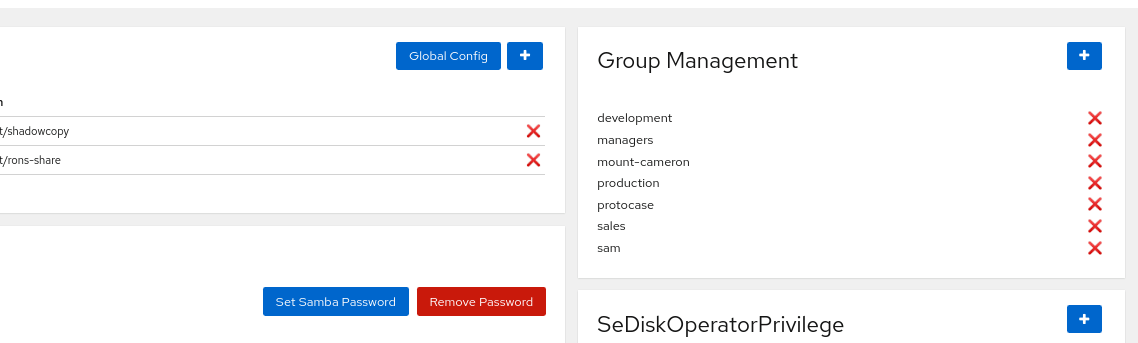 Global Config
t/shadowcopy
t/rons-share
Set Samba Password Remove Password
Group Management
development
managers
mount-cameron
production
protocase
sales
sam
SeDiskOperatorPrivilege